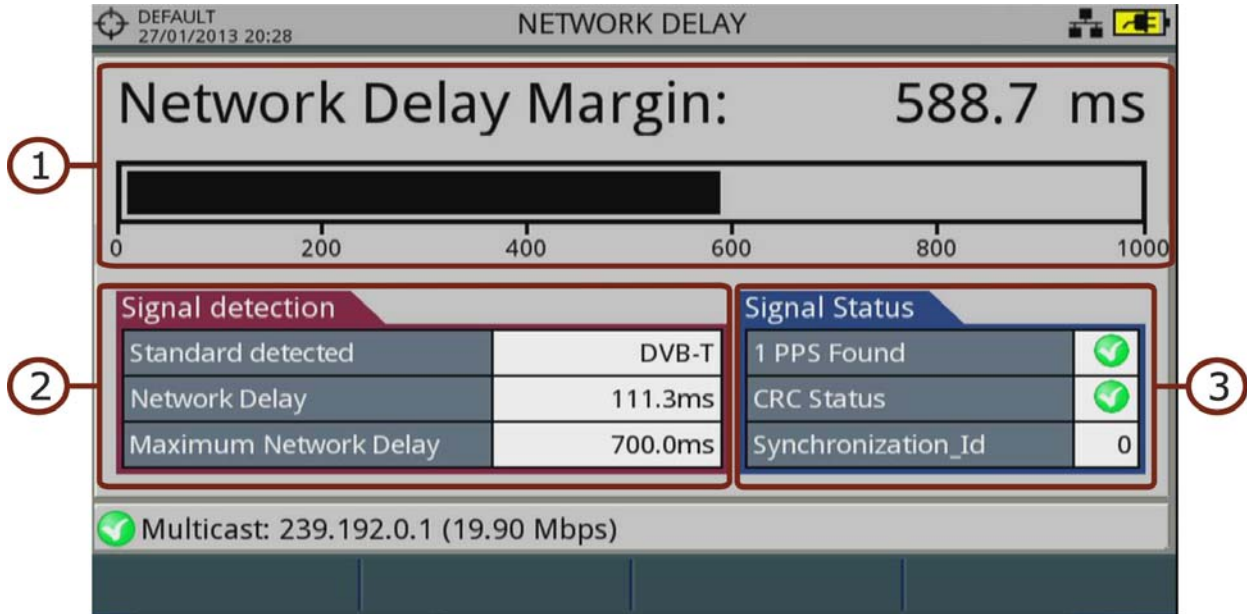 DEFAULT
27/01/2013 20:28
NETWORK DELAY
Network Delay Margin: 588.7 ms
1
0 200 400 600 800 1000
Signal detection
Standard detected DVB-T
Network Delay 111.3ms
Maximum Network Delay 700.0ms
2
Signal Status
1 PPS Found
CRC Status
Synchronization_Id 0
3
Multicast: 239.192.0.1 (19.90 Mbps)